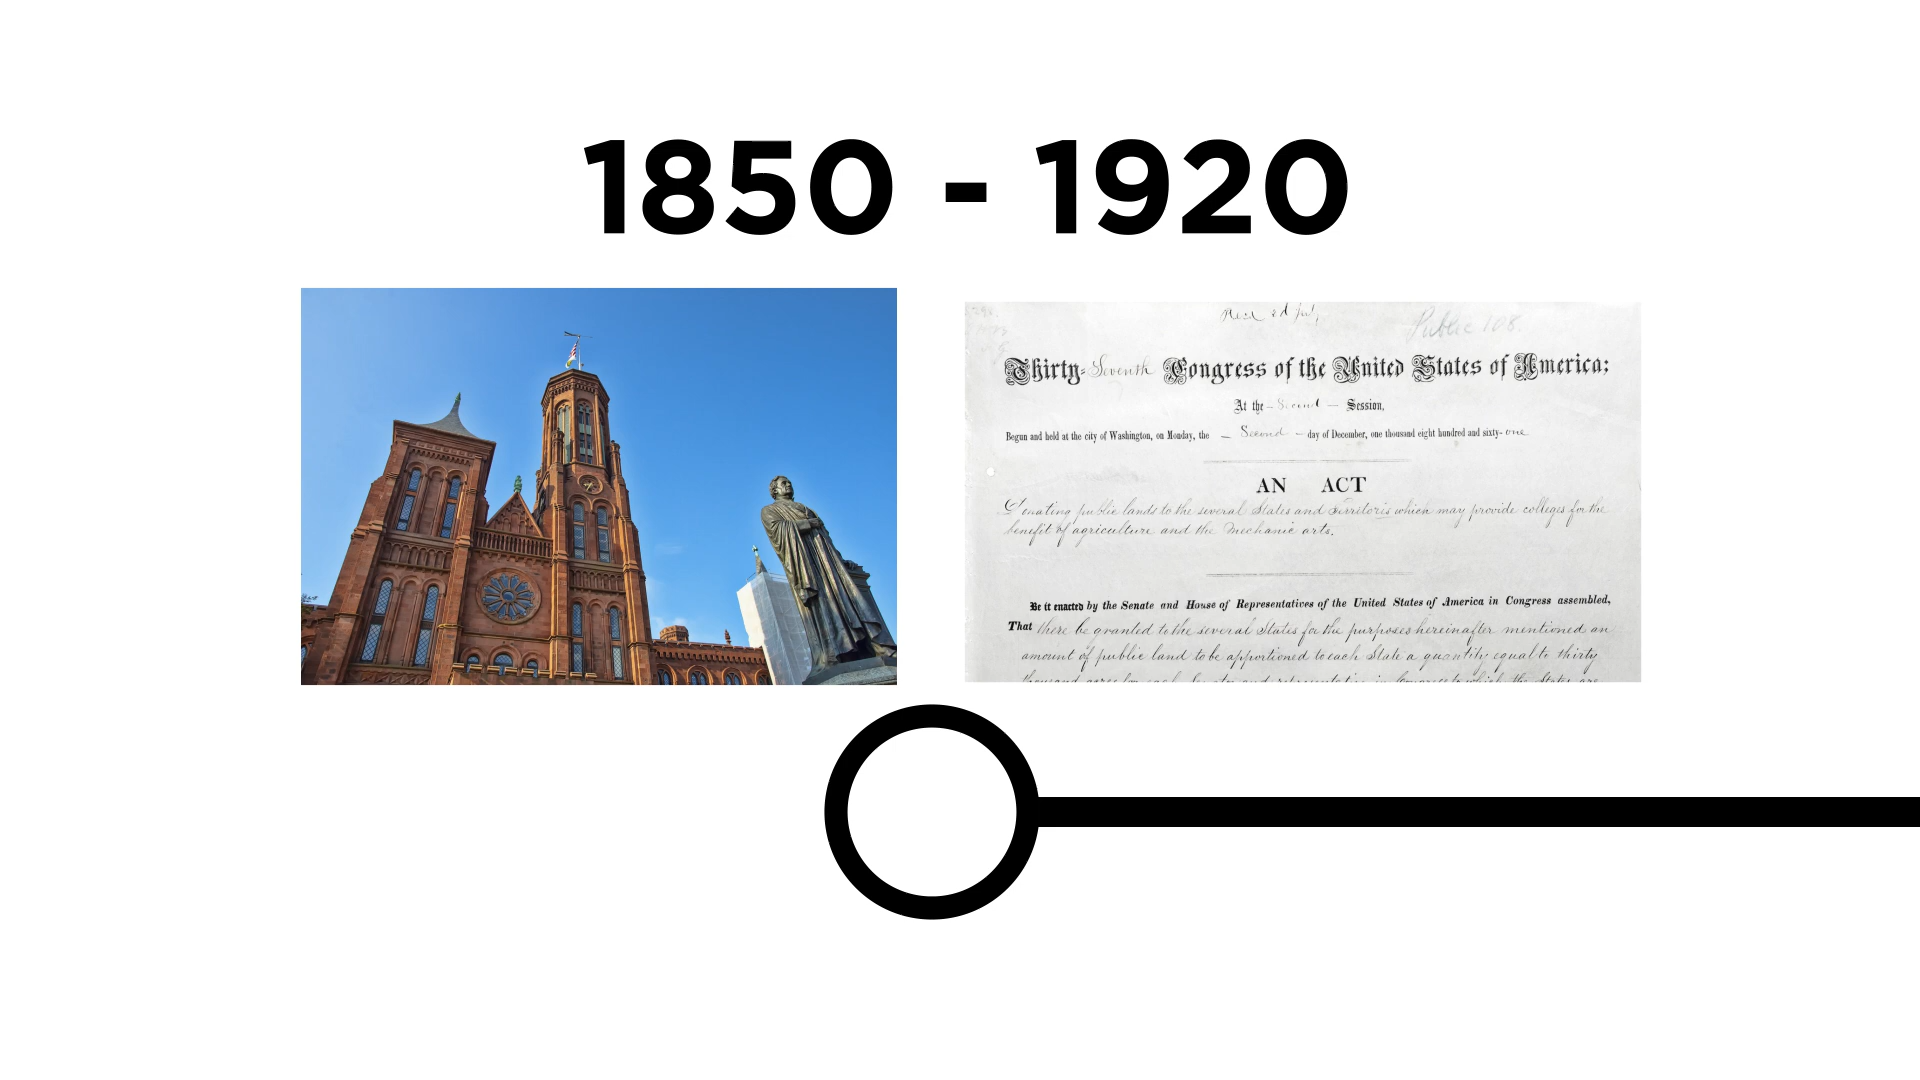 1850 - 1920
Public 108.
Thirty-Seventh Congress of the United States of America;
At the - Second - Session,
Begun and held at the city of Washington, on Monday, the - Second - day of December, one thousand eight hundred and sixty-one
AN ACT
Donating public lands to the several States and Territories which may provide colleges for the
benefit of agriculture and the Mechanic arts.
Be it enacted by the Senate and House of Representatives of the United States of America in Congress assembled,
That there be granted to the several States for the purposes hereinafter mentioned an
amount of public land to be apportioned to each State a quantity equal to thirty